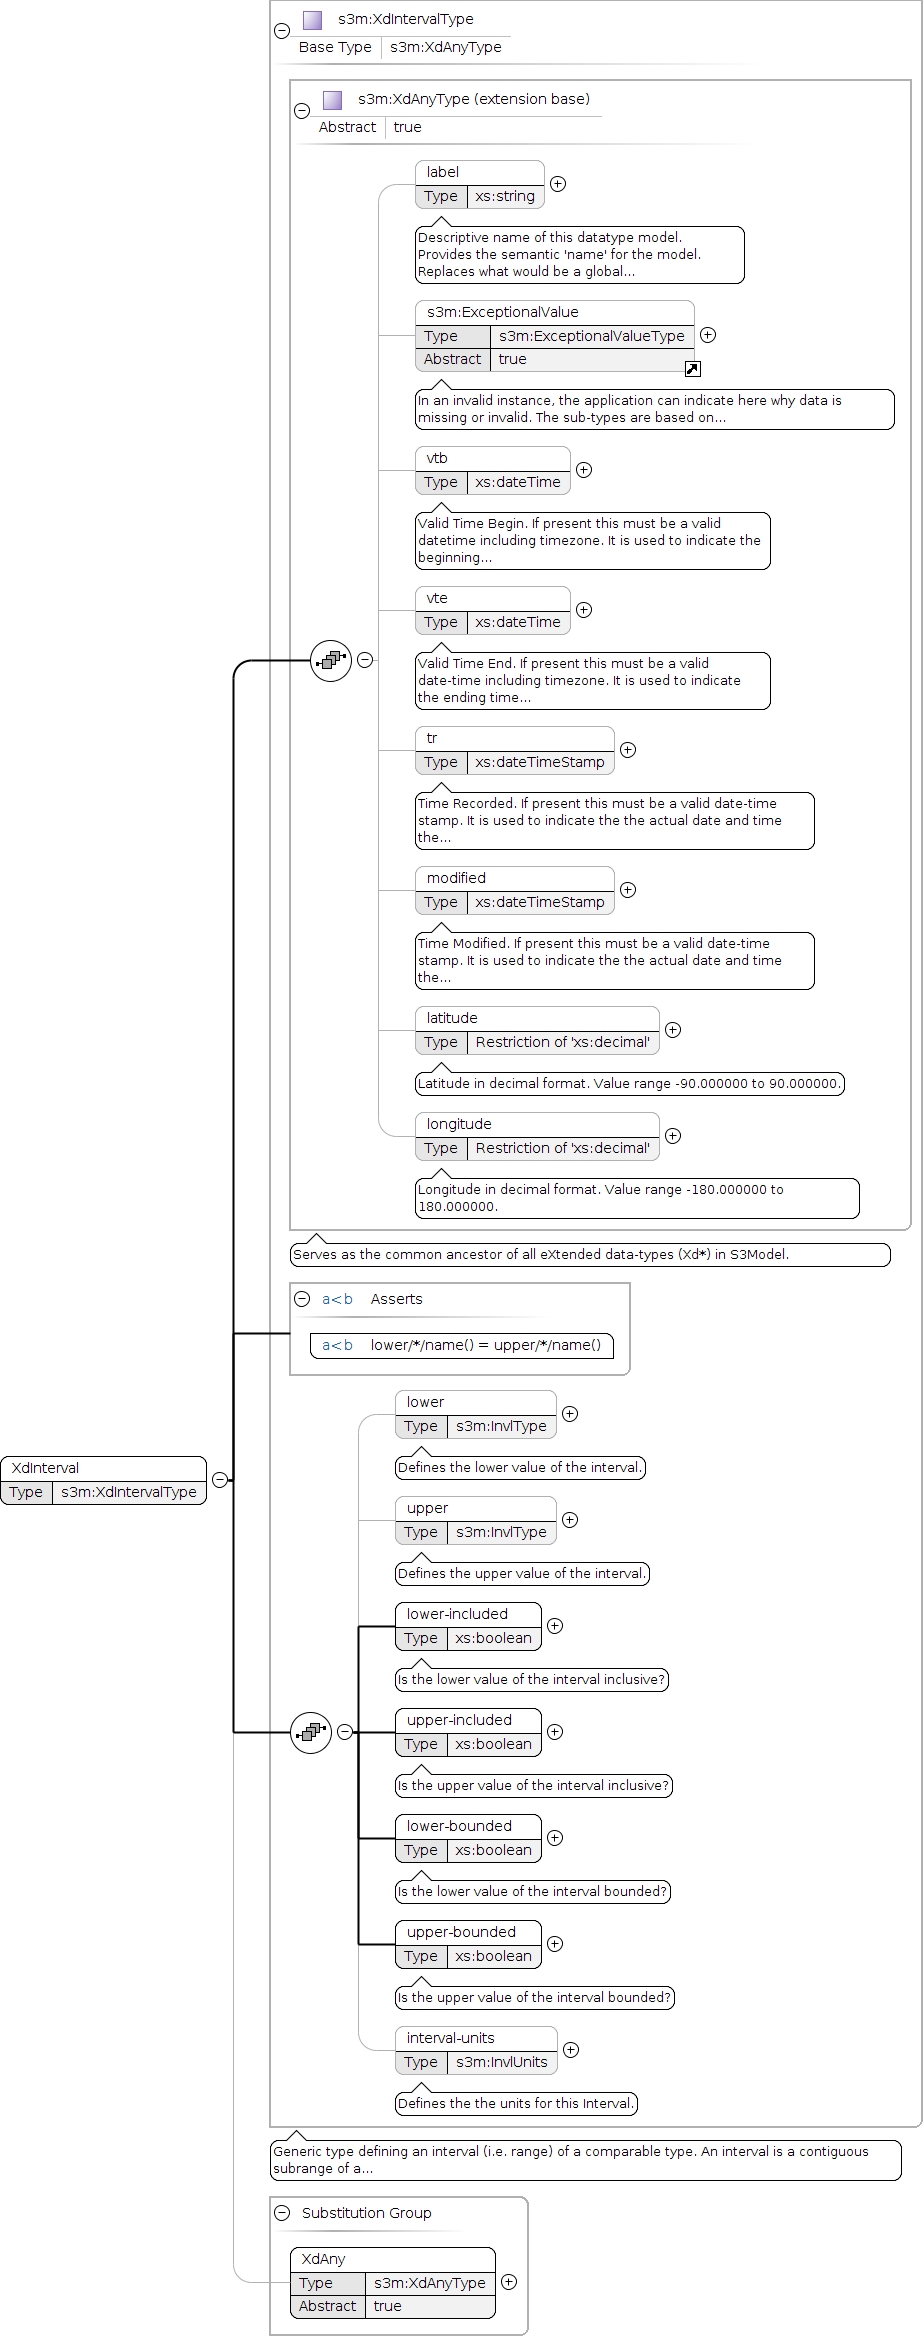 s3m:XdIntervalType
Base Type s3m:XdAnyType
s3m:XdAnyType (extension base)
Abstract true
label
Type xs:string
Descriptive name of this datatype model.
Provides the semantic 'name' for the model.
Replaces what would be a global...
s3m:ExceptionalValue
Type s3m:ExceptionalValueType
Abstract true
In an invalid instance, the application can indicate here why data is
missing or invalid. The sub-types are based on...
vtb
Type xs:dateTime
Valid Time Begin. If present this must be a valid
datetime including timezone. It is used to indicate the
beginning...
vte
Type xs:dateTime
Valid Time End. If present this must be a valid
date-time including timezone. It is used to indicate
the ending time...
tr
Type xs:dateTimeStamp
Time Recorded. If present this must be a valid date-time
stamp. It is used to indicate the the actual date and time
the...
modified
Type xs:dateTimeStamp
Time Modified. If present this must be a valid date-time
stamp. It is used to indicate the the actual date and time
the...
latitude
Type Restriction of 'xs:decimal'
Latitude in decimal format. Value range -90.000000 to 90.000000.
longitude
Type Restriction of 'xs:decimal'
Longitude in decimal format. Value range -180.000000 to
180.000000.
Serves as the common ancestor of all eXtended data-types (Xd*) in S3Model.
a<b Asserts
a<b lower/*/name() = upper/*/name()
lower
Type s3m:InvlType
Defines the lower value of the interval.
XdInterval
Type s3m:XdIntervalType
upper
Type s3m:InvlType
Defines the upper value of the interval.
lower-included
Type xs:boolean
Is the lower value of the interval inclusive?
upper-included
Type xs:boolean
Is the upper value of the interval inclusive?
lower-bounded
Type xs:boolean
Is the lower value of the interval bounded?
upper-bounded
Type xs:boolean
Is the upper value of the interval bounded?
interval-units
Type s3m:InvlUnits
Defines the the units for this Interval.
Generic type defining an interval (i.e. range) of a comparable type. An interval is a contiguous
subrange of a...
Substitution Group
XdAny
Type s3m:XdAnyType
Abstract true